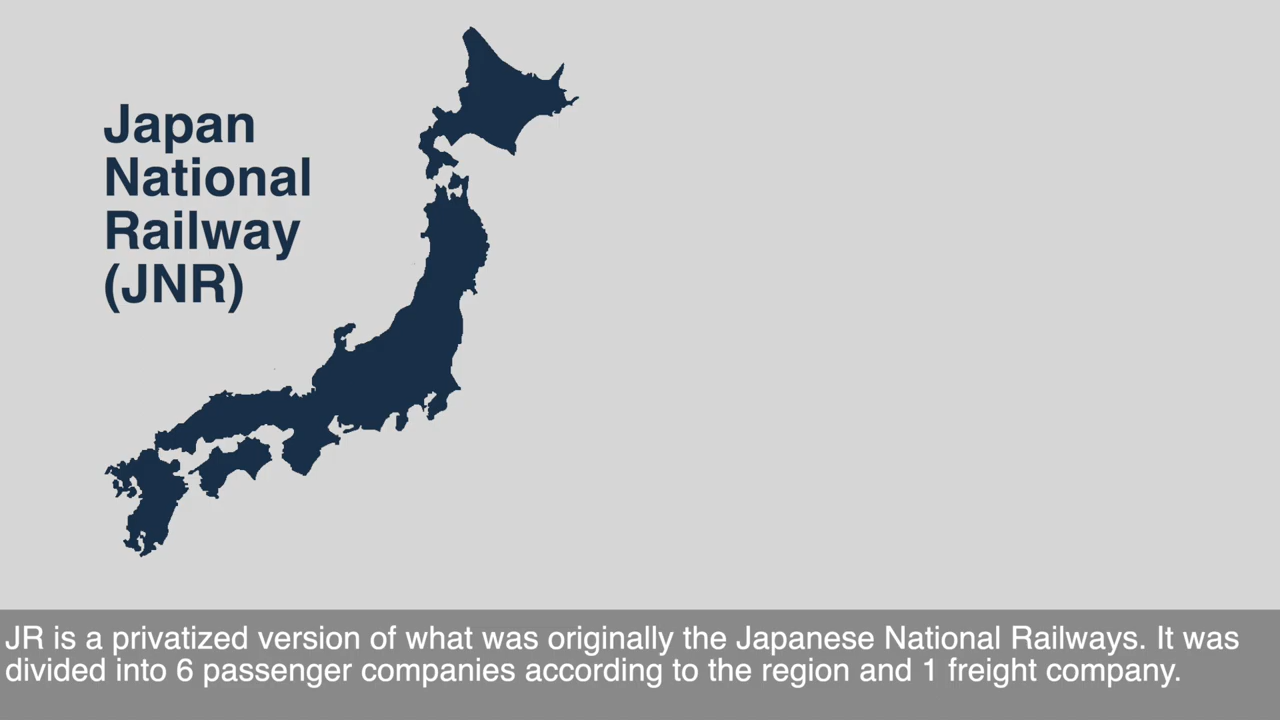 Japan
National
Railway
(JNR)
JR is a privatized version of what was originally the Japanese National Railways. It was
divided into 6 passenger companies according to the region and 1 freight company.